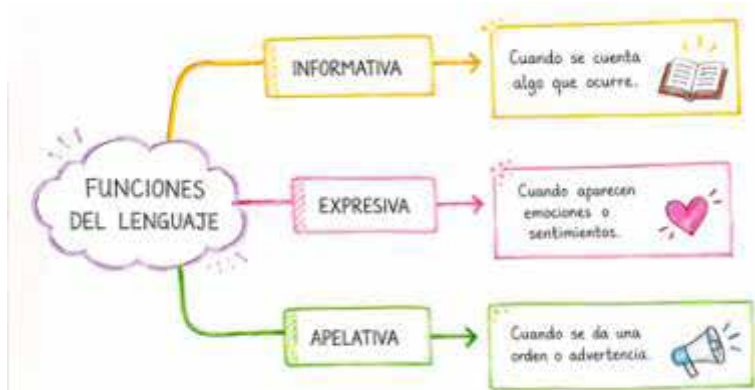 FUNCIONES
DEL LENGUAJE
INFORMATIVA
Cuando se cuenta
algo que ocurre.
EXPRESIVA
Cuando aparecen
emociones o
sentimientos.
APELATIVA
Cuando se da una
orden o advertencia.